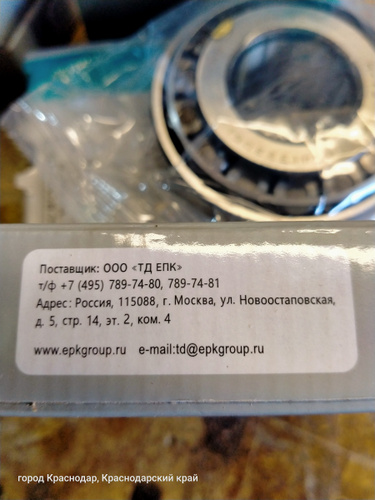 Поставщик: ООО «ТД ЕПК»
т/ф +7 (495) 789-74-80, 789-74-81
Адрес: Россия, 115088, г. Москва, ул. Новоостаповская,
д. 5, стр. 14, эт. 2, ком. 4
www.epkgroup.ru e-mail:td@epkgroup.ru
город Краснодар, Краснодарский край